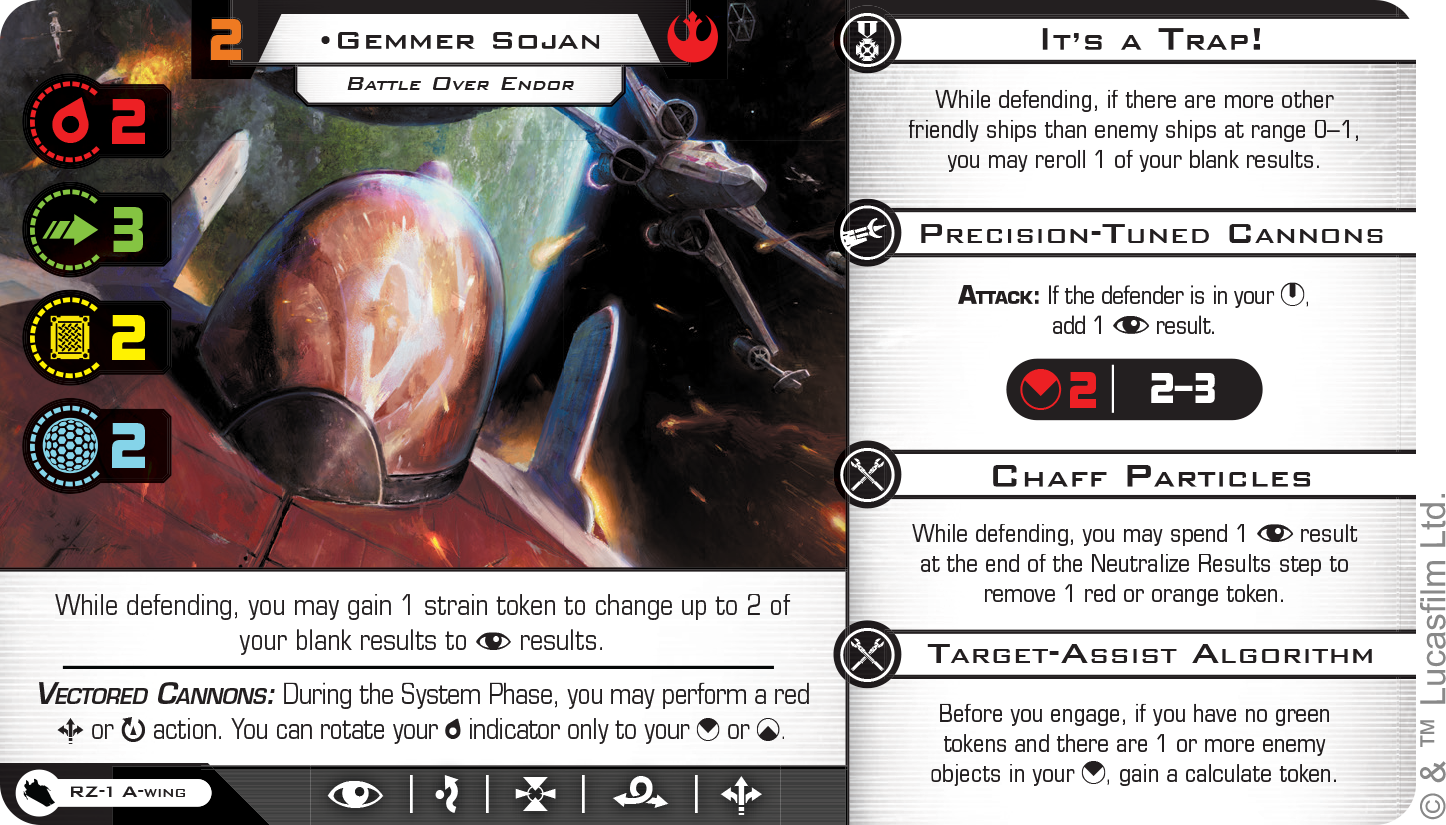 2
•Gemmer Sojan
Battle Over Endor
2
3
2
2
While defending, you may gain 1 strain token to change up to 2 of
your blank results to results.
Vectored Cannons: During the System Phase, you may perform a red
or action. You can rotate your indicator only to your or .
RZ-1 A-wing
It's a Trap!
While defending, if there are more other
friendly ships than enemy ships at range 0–1,
you may reroll 1 of your blank results.
Precision-Tuned Cannons
Attack: If the defender is in your ,
add 1 result.
2 2–3
Chaff Particles
While defending, you may spend 1 result
at the end of the Neutralize Results step to
remove 1 red or orange token.
Target-Assist Algorithm
Before you engage, if you have no green
tokens and there are 1 or more enemy
objects in your , gain a calculate token.
© & ™ Lucasfilm Ltd.